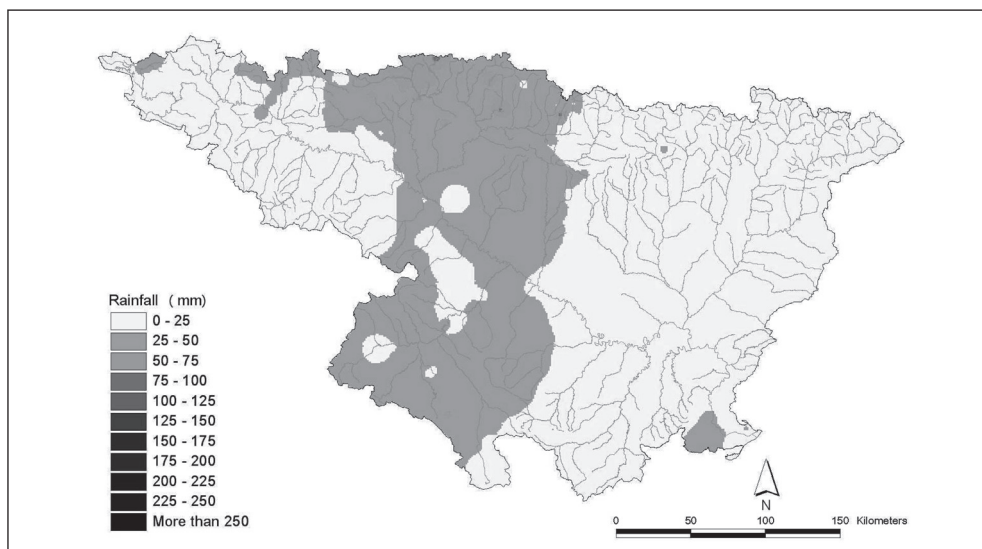 Rainfall ( mm)
0 - 25
25 - 50
50 - 75
75 - 100
100 - 125
125 - 150
150 - 175
175 - 200
200 - 225
225 - 250
More than 250
N
0 50 100 150 Kilometers